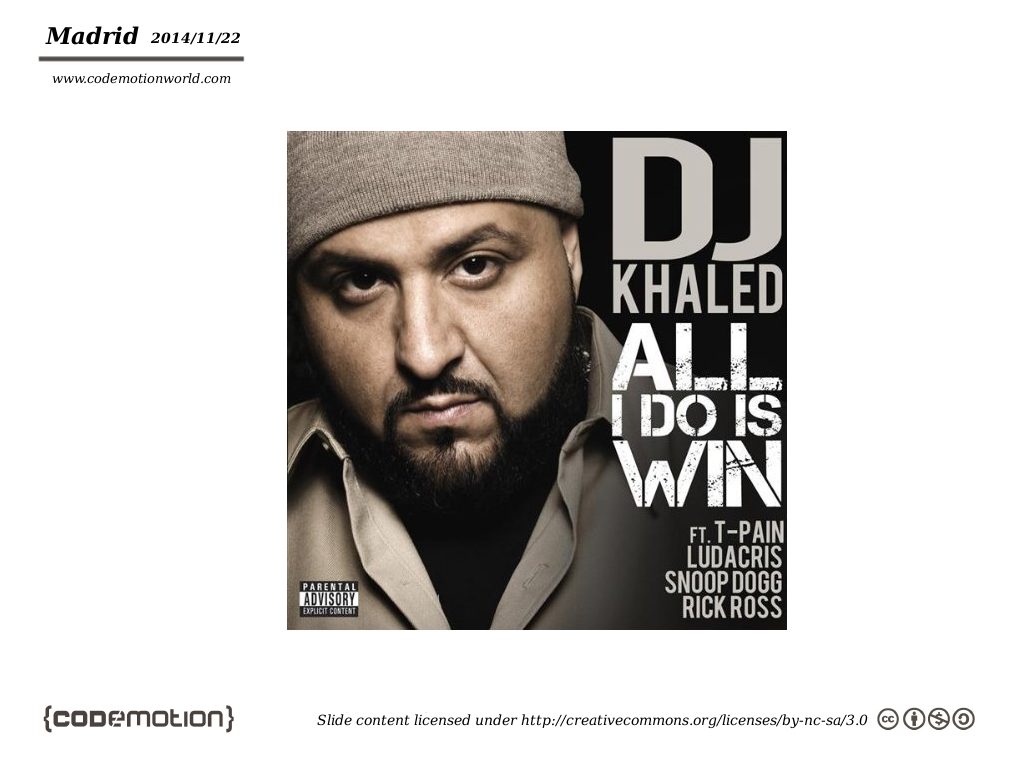 Madrid 2014/11/22
www.codemotionworld.com
DJ
KHALED
ALL
I DO IS
WIN
FT. T-PAIN
LUDACRIS
SNOOP DOGG
RICK ROSS
PARENTAL
ADVISORY
EXPLICIT CONTENT
{CODEMOTION}
Slide content licensed under http://creativecommons.org/licenses/by-nc-sa/3.0
cc